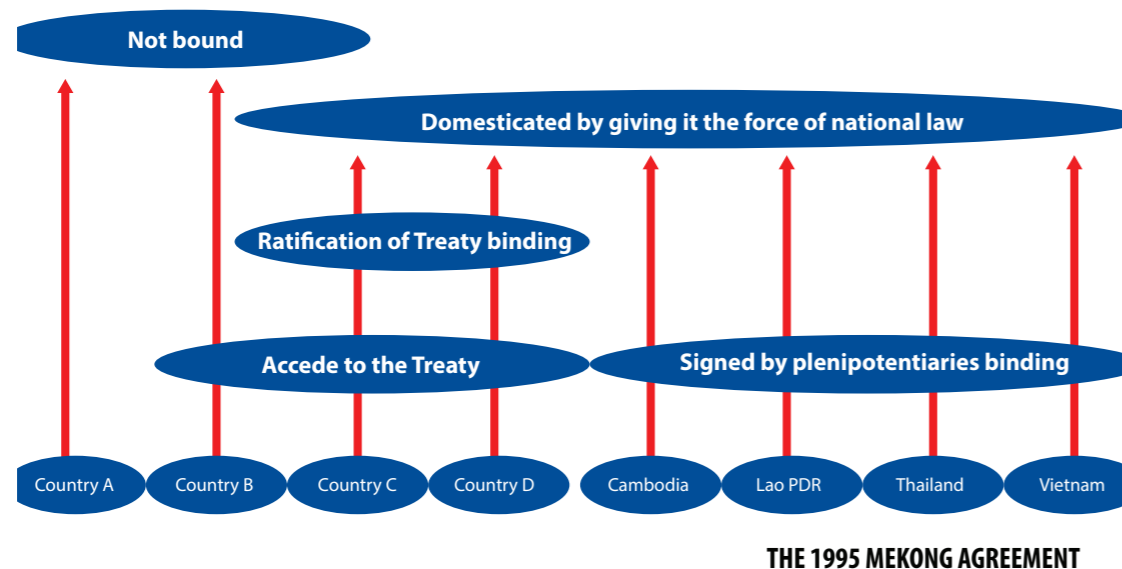 Not bound
Domesticated by giving it the force of national law
Ratification of Treaty binding
Accede to the Treaty
Signed by plenipotentiaries binding
Country A
Country B
Country C
Country D
Cambodia
Lao PDR
Thailand
Vietnam
THE 1995 MEKONG AGREEMENT